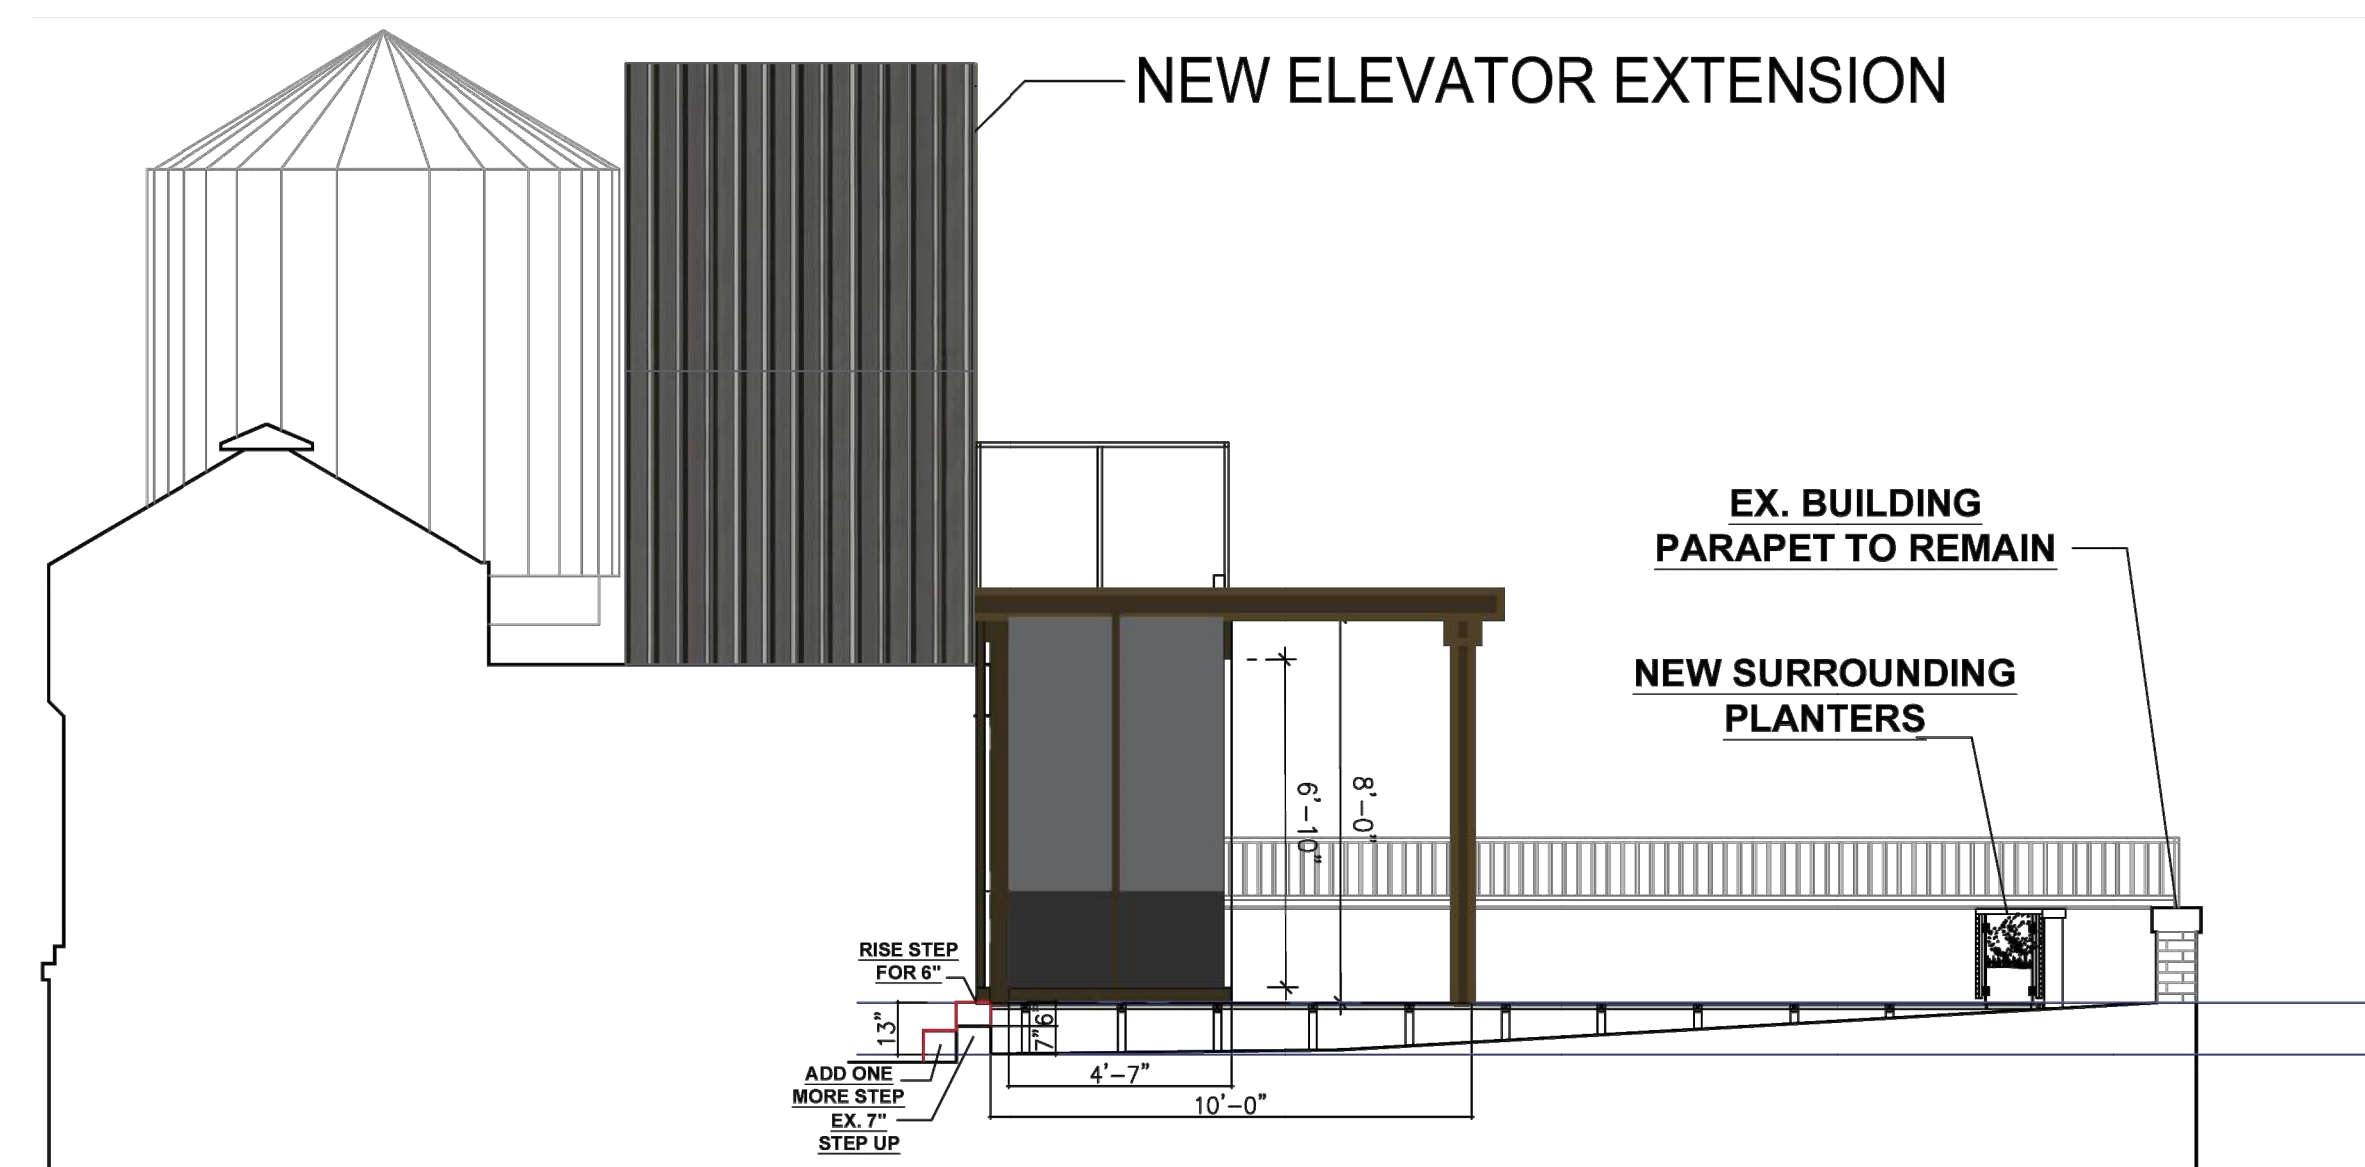 NEW ELEVATOR EXTENSION
EX. BUILDING
PARAPET TO REMAIN
NEW SURROUNDING
PLANTERS
6'-10"
8'-0"
RISE STEP
FOR 6"
13"
6"
7"
ADD ONE
MORE STEP
EX. 7"
STEP UP
4'-7"
10'-0"